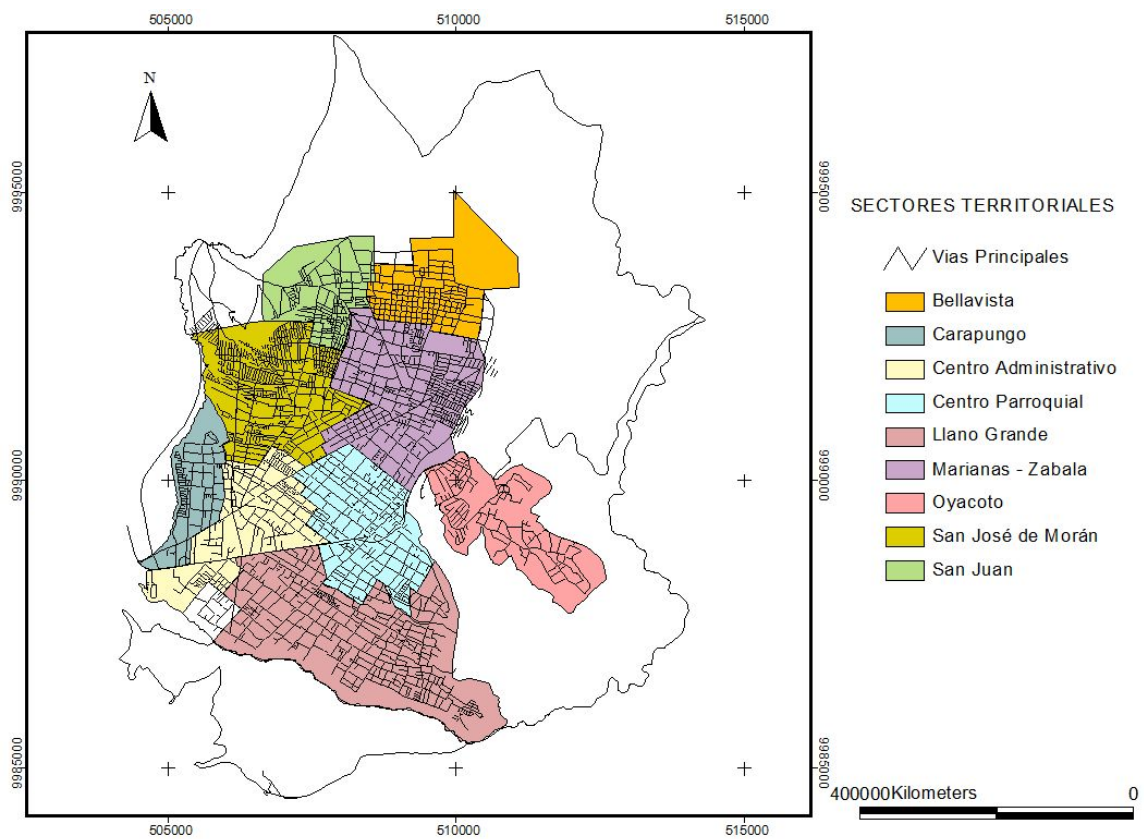 505000
510000
515000
N
9995000
9995000
9990000
9990000
9985000
9985000
505000
510000
515000
SECTORES TERRITORIALES
Vias Principales
Bellavista
Carapungo
Centro Administrativo
Centro Parroquial
Llano Grande
Marianas - Zabala
Oyacoto
San José de Morán
San Juan
400000Kilometers 0